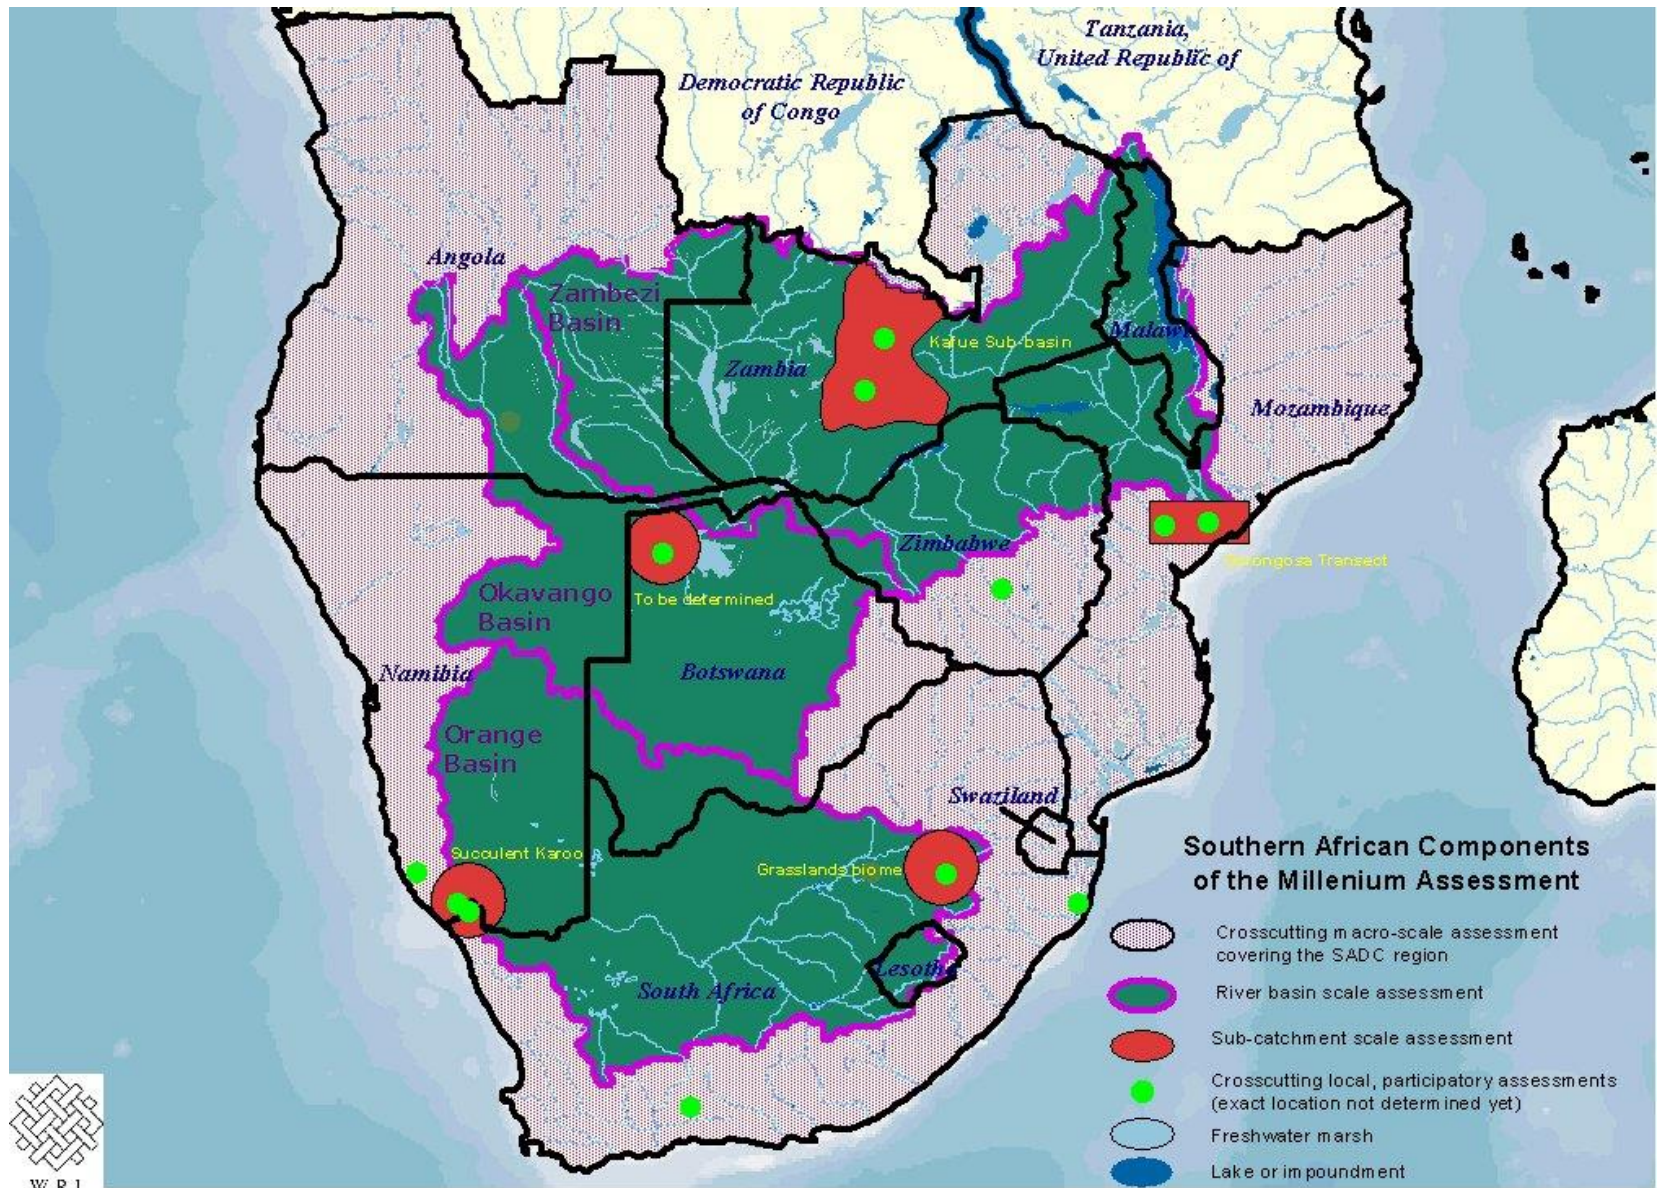 Tanzania,
United Republic of
Democratic Republic
of Congo
Angola
Zambezi
Basin
Kafue Sub-basin
Malawi
Zambia
Mozambique
Zimbabwe
Gorongosa Transect
Okavango
Basin
To be determined
Namibia
Botswana
Orange
Basin
Swaziland
Succulent Karoo
Grasslands biome
Lesotho
South Africa
Southern African Components
of the Millenium Assessment
Crosscutting macro-scale assessment
covering the SADC region
River basin scale assessment
Sub-catchment scale assessment
Crosscutting local, participatory assessments
(exact location not determined yet)
Freshwater marsh
Lake or impoundment
W R I